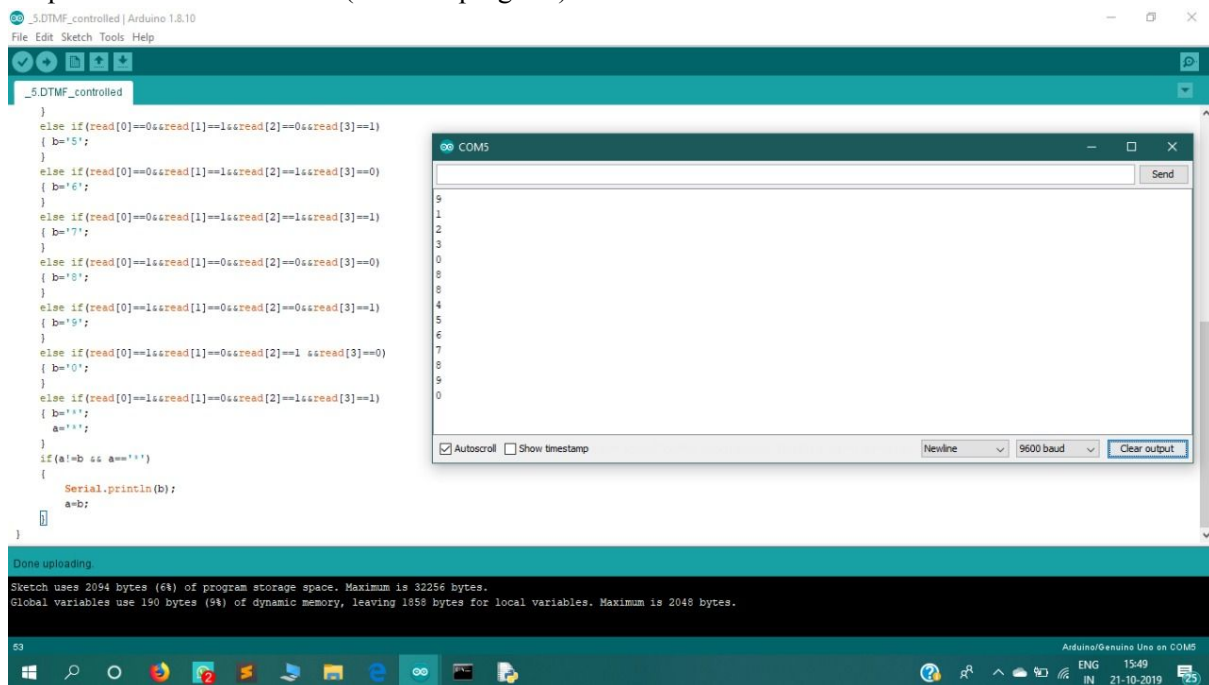 _5.DTMF_controlled | Arduino 1.8.10
File Edit Sketch Tools Help
_5.DTMF_controlled
}
else if(read[0]==0&&read[1]==1&&read[2]==0&&read[3]==1)
{ b='5';
}
else if(read[0]==0&&read[1]==1&&read[2]==1&&read[3]==0)
{ b='6';
}
else if(read[0]==0&&read[1]==1&&read[2]==1&&read[3]==1)
{ b='7';
}
else if(read[0]==1&&read[1]==0&&read[2]==0&&read[3]==0)
{ b='8';
}
else if(read[0]==1&&read[1]==0&&read[2]==0&&read[3]==1)
{ b='9';
}
else if(read[0]==1&&read[1]==0&&read[2]==1 &&read[3]==0)
{ b='0';
}
else if(read[0]==1&&read[1]==0&&read[2]==1&&read[3]==1)
{ b='*';
a='*';
}
if(a!=b && a=='*')
{
Serial.println(b);
a=b;
}
}
COM5
Send
9
1
2
3
0
8
8
4
5
6
7
8
9
0
Autoscroll Show timestamp Newline 9600 baud Clear output
Done uploading.
Sketch uses 2094 bytes (6%) of program storage space. Maximum is 32256 bytes.
Global variables use 190 bytes (9%) of dynamic memory, leaving 1858 bytes for local variables. Maximum is 2048 bytes.
53 Arduino/Genuino Uno on COM5
2
ENG 15:49
IN 21-10-2019
25